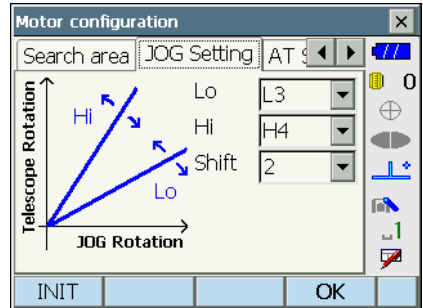 Motor configuration
Search area JOG Setting AT S
Telescope Rotation
Hi
Lo
JOG Rotation
Lo L3
Hi H4
Shift 2
0
1
INIT OK